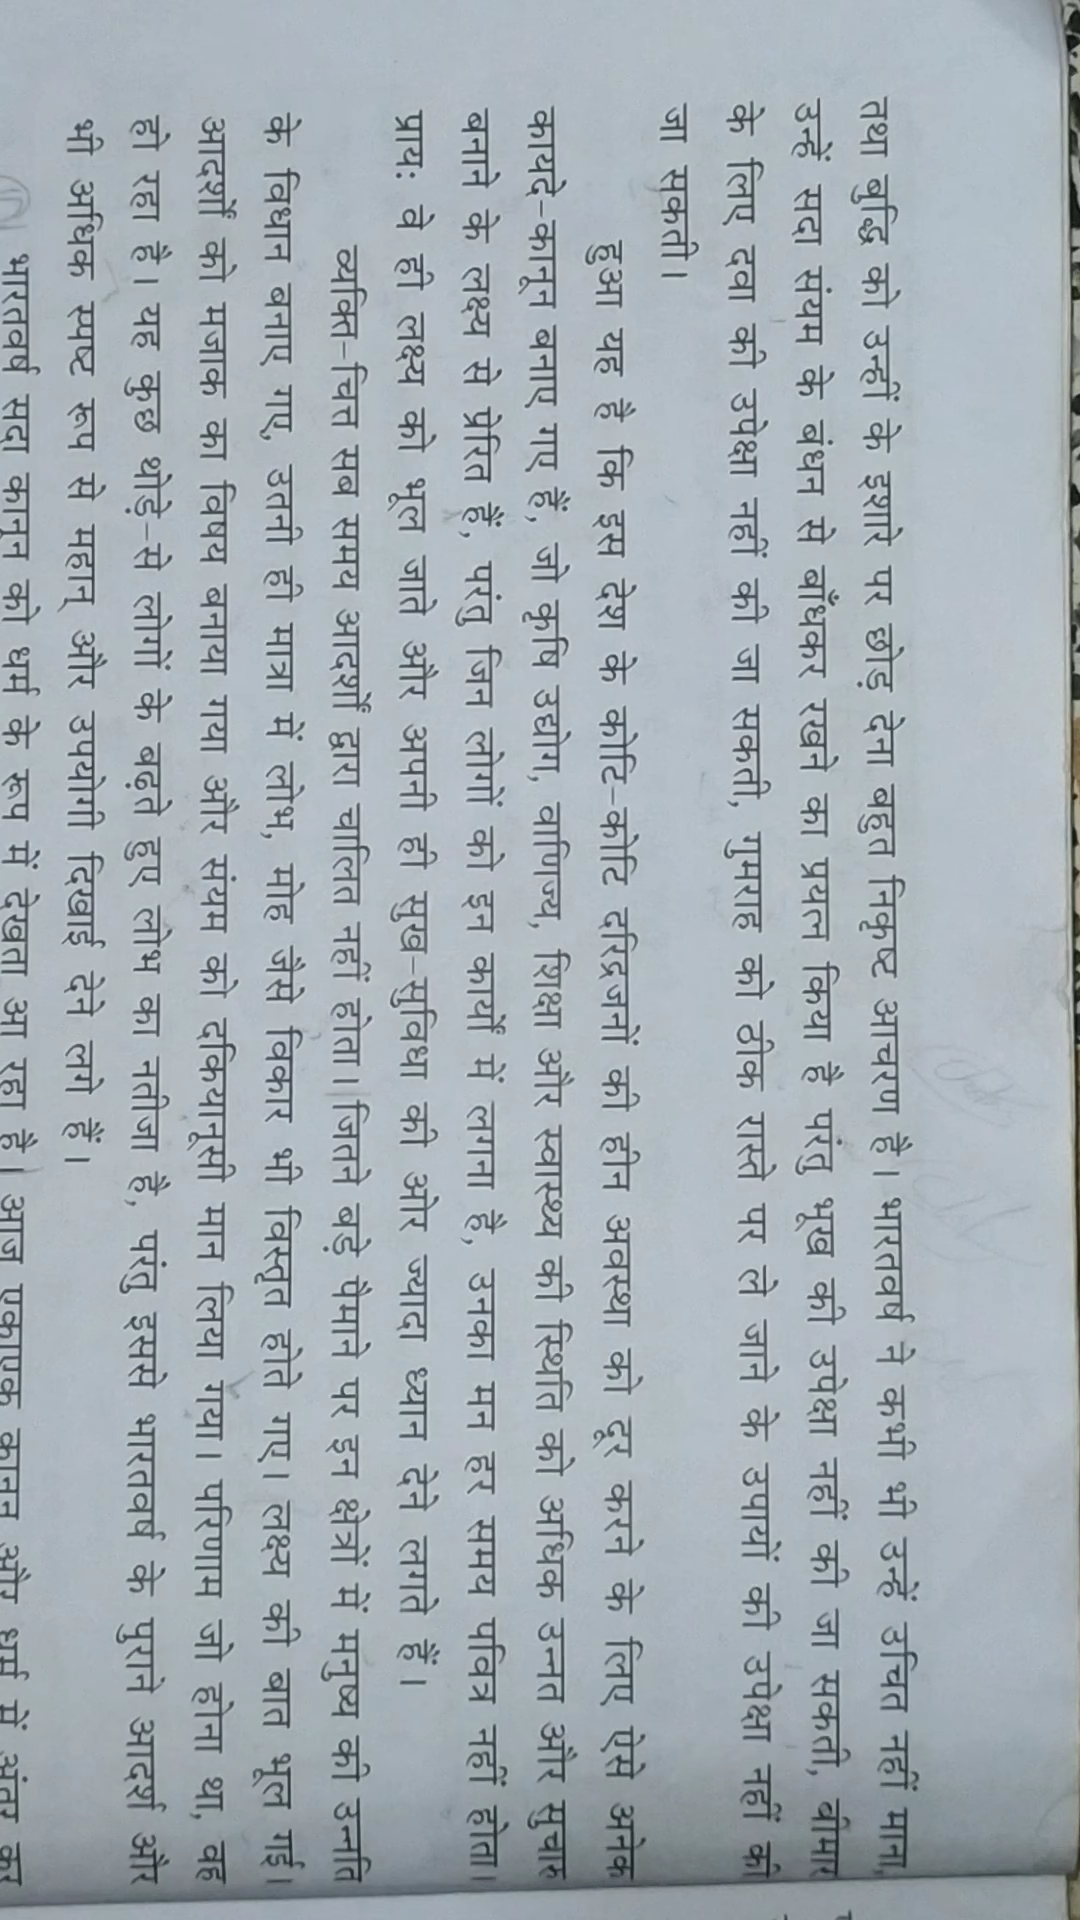 तथा बुद्धि को उन्हीं के इशारे पर छोड़ देना बहुत निकृष्ट आचरण है। भारतवर्ष ने कभी भी उन्हें उचित नहीं माना,
उन्हें सदा संयम के बंधन से बाँधकर रखने का प्रयत्न किया है परंतु भूख की उपेक्षा नहीं की जा सकती, बीमार
के लिए दवा की उपेक्षा नहीं की जा सकती, गुमराह को ठीक रास्ते पर ले जाने के उपायों की उपेक्षा नहीं की
जा सकती।
हुआ यह है कि इस देश के कोटि-कोटि दरिद्रजनों की हीन अवस्था को दूर करने के लिए ऐसे अनेक
कायदे-कानून बनाए गए हैं, जो कृषि उद्योग, वाणिज्य, शिक्षा और स्वास्थ्य की स्थिति को अधिक उन्नत और सुचारु
बनाने के लक्ष्य से प्रेरित हैं, परंतु जिन लोगों को इन कार्यों में लगना है, उनका मन हर समय पवित्र नहीं होता।
प्रायः वे ही लक्ष्य को भूल जाते और अपनी ही सुख-सुविधा की ओर ज्यादा ध्यान देने लगते हैं।
व्यक्ति-चित्त सब समय आदर्शों द्वारा चालित नहीं होता। जितने बड़े पैमाने पर इन क्षेत्रों में मनुष्य की उन्नति
के विधान बनाए गए, उतनी ही मात्रा में लोभ, मोह जैसे विकार भी विस्तृत होते गए। लक्ष्य की बात भूल गई।
आदर्शों को मजाक का विषय बनाया गया और संयम को दकियानूसी मान लिया गया। परिणाम जो होना था, वह
हो रहा है। यह कुछ थोड़े-से लोगों के बढ़ते हुए लोभ का नतीजा है, परंतु इससे भारतवर्ष के पुराने आदर्श और
भी अधिक स्पष्ट रूप से महान् और उपयोगी दिखाई देने लगे हैं।
भारतवर्ष सदा कानून को धर्म के रूप में देखता आ रहा है। आज एकाएक कानून और धर्म में अंतर कर